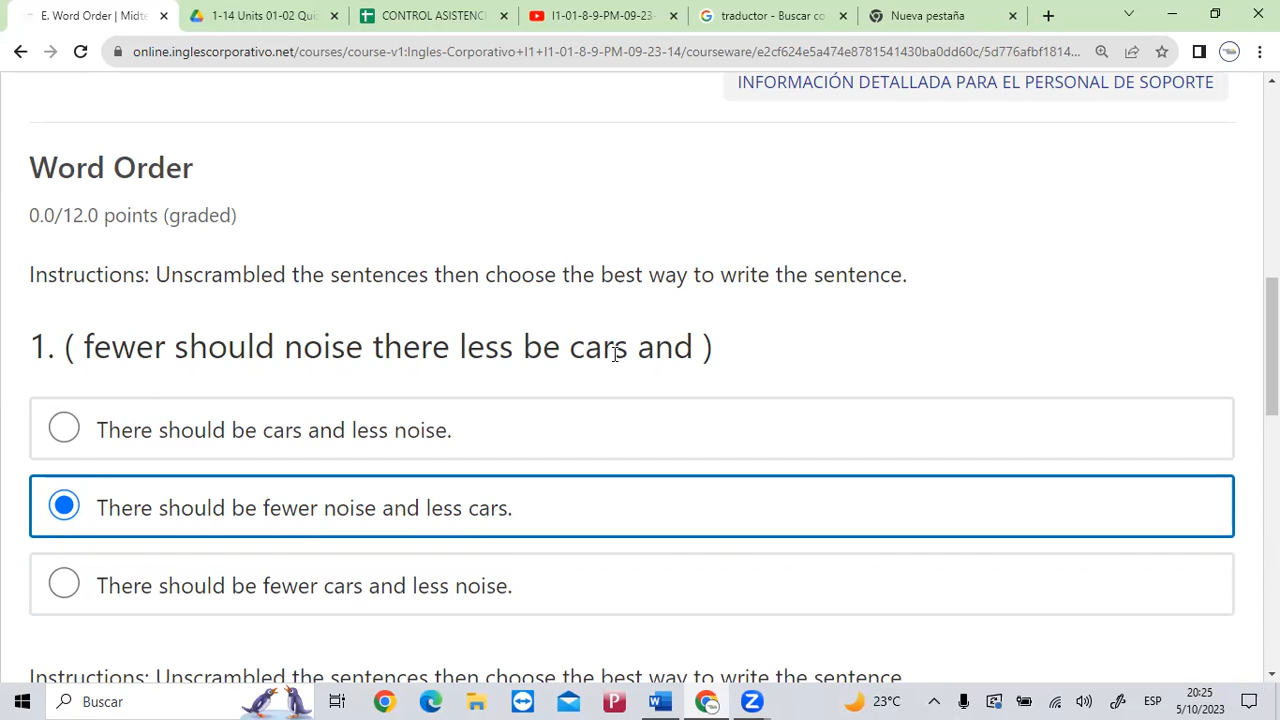 E. Word Order | Midte
1-14 Units 01-02 Qui
CONTROL ASISTENC
I1-01-8-9-PM-09-23-
traductor - Buscar co
Nueva pestaña
online.inglescorporativo.net/courses/course-v1:Ingles-Corporativo+I1+I1-01-8-9-PM-09-23-14/courseware/e2cf624e5a474e8781541430ba0dd60c/5d776afbf1814...
INFORMACIÓN DETALLADA PARA EL PERSONAL DE SOPORTE
Word Order
0.0/12.0 points (graded)
Instructions: Unscrambled the sentences then choose the best way to write the sentence.
1. ( fewer should noise there less be cars and )
There should be cars and less noise.
There should be fewer noise and less cars.
There should be fewer cars and less noise.
Instructions: Unscrambled the sentences then choose the best way to write the sentence
Buscar
23°C
ESP
20:25
5/10/2023